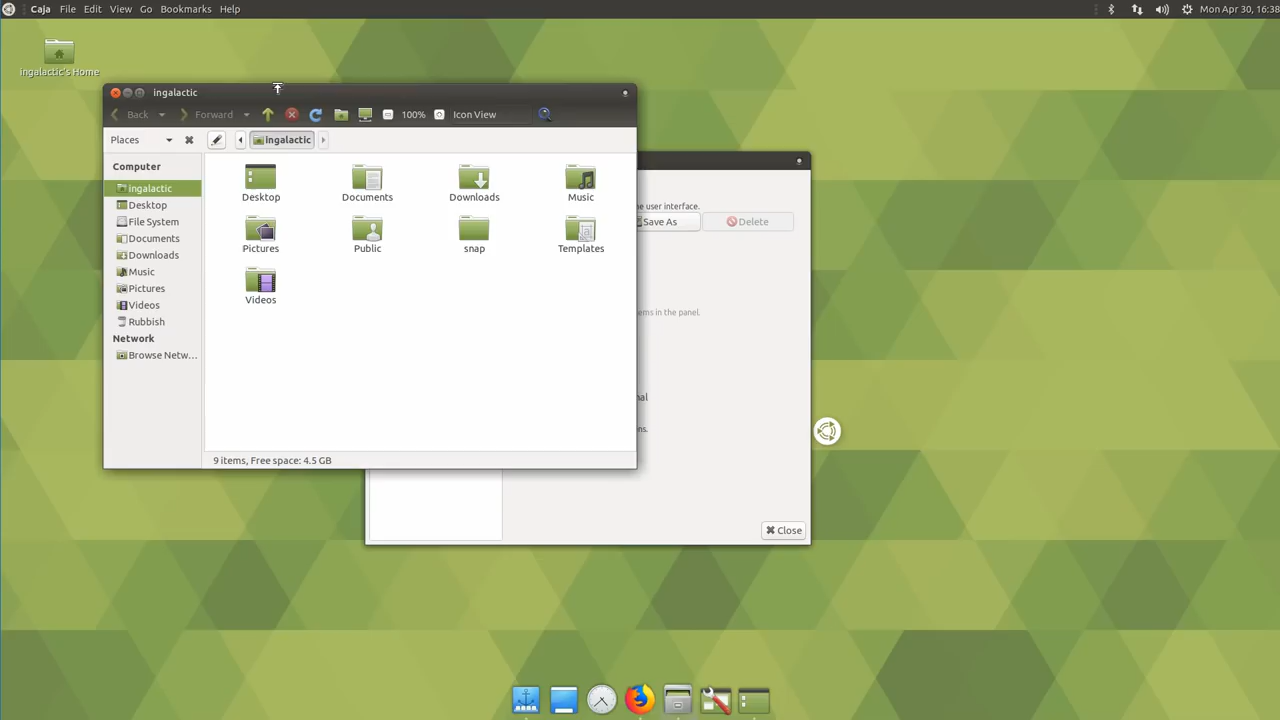 Caja File Edit View Go Bookmarks Help Mon Apr 30, 16:38
ingalactic's Home
ingalactic
Back Forward 100% Icon View
Places ingalactic
Computer
ingalactic
Desktop
File System
Documents
Downloads
Music
Pictures
Videos
Rubbish
Network
Browse Netw...
Desktop Documents Downloads Music
Pictures Public snap Templates
Videos
9 items, Free space: 4.5 GB
user interface.
Save As Delete
in the panel.
Close